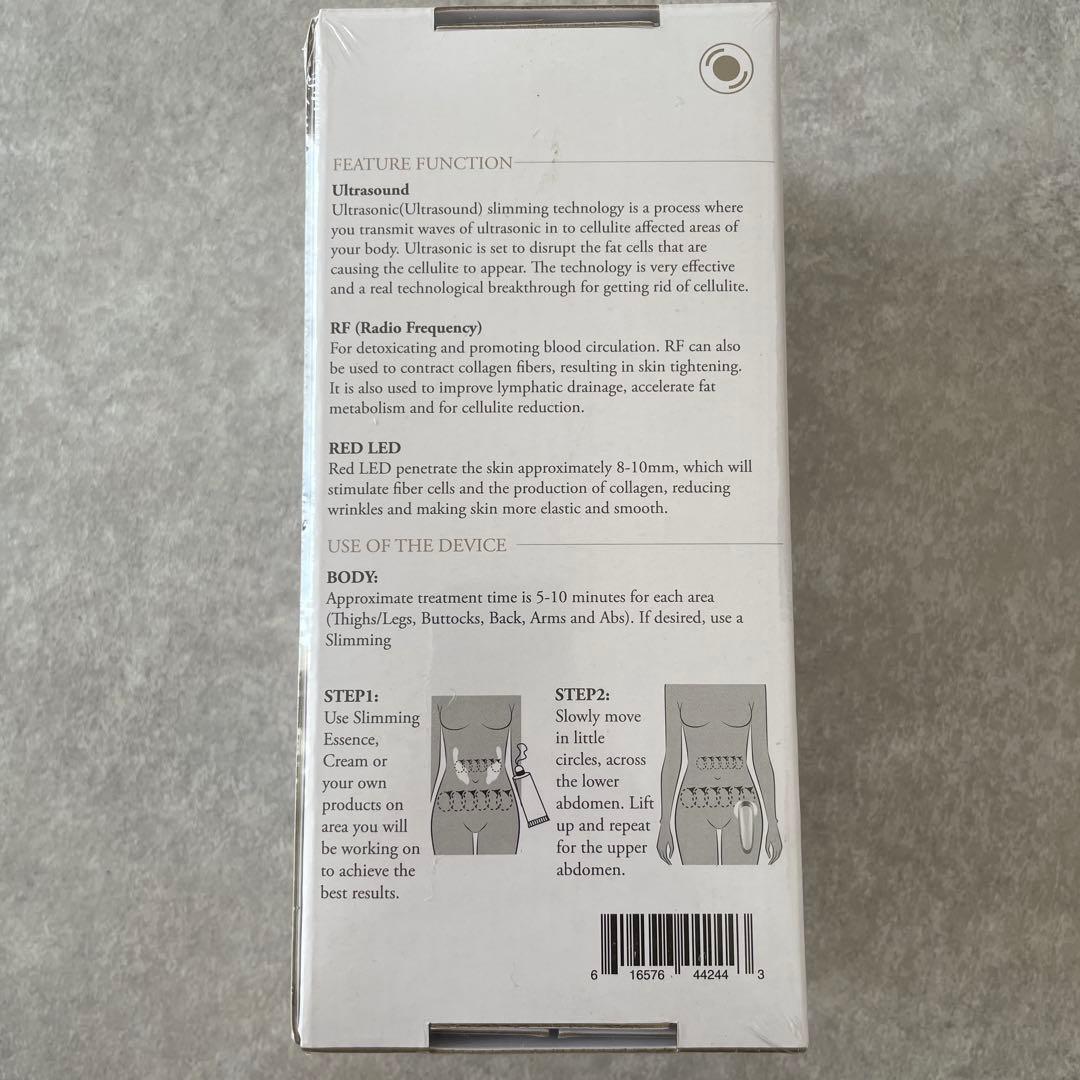 FEATURE FUNCTION
Ultrasound
Ultrasonic(Ultrasound) slimming technology is a process where
you transmit waves of ultrasonic in to cellulite affected areas of
your body. Ultrasonic is set to disrupt the fat cells that are
causing the cellulite to appear. The technology is very effective
and a real technological breakthrough for getting rid of cellulite.
RF (Radio Frequency)
For detoxicating and promoting blood circulation. RF can also
be used to contract collagen fibers, resulting in skin tightening.
It is also used to improve lymphatic drainage, accelerate fat
metabolism and for cellulite reduction.
RED LED
Red LED penetrate the skin approximately 8-10mm, which will
stimulate fiber cells and the production of collagen, reducing
wrinkles and making skin more elastic and smooth.
USE OF THE DEVICE
BODY:
Approximate treatment time is 5-10 minutes for each area
(Thighs/Legs, Buttocks, Back, Arms and Abs). If desired, use a
Slimming
STEP1:
Use Slimming
Essence,
Cream or
your own
products on
area you will
be working on
to achieve the
best results.
STEP2:
Slowly move
in little
circles, across
the lower
abdomen. Lift
up and repeat
for the upper
abdomen.
6 16576 44244 3